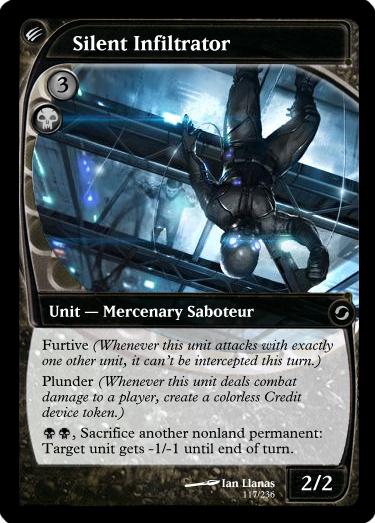 Silent Infiltrator
3
Unit — Mercenary Saboteur
Furtive (Whenever this unit attacks with exactly
one other unit, it can't be intercepted this turn.)
Plunder (Whenever this unit deals combat
damage to a player, create a colorless Credit
device token.)
, Sacrifice another nonland permanent:
Target unit gets -1/-1 until end of turn.
Ian Llanas
117/236
2/2